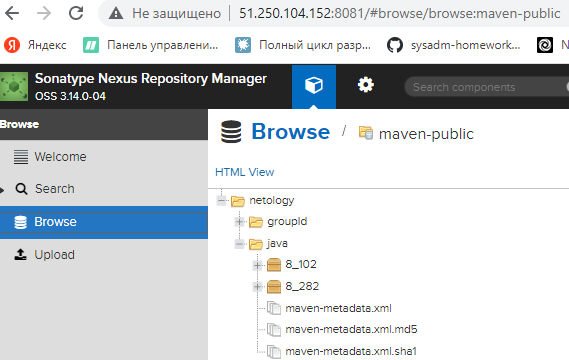 Не защищено 51.250.104.152:8081/#browse/browse:maven-public
Яндекс Панель управлени... Полный цикл разр... sysadm-homework... N
Sonatype Nexus Repository Manager
OSS 3.14.0-04
Search components
Browse
Browse / maven-public
Welcome
HTML View
Search
Browse
Upload
netology
groupId
java
8_102
8_282
maven-metadata.xml
maven-metadata.xml.md5
maven-metadata.xml.sha1